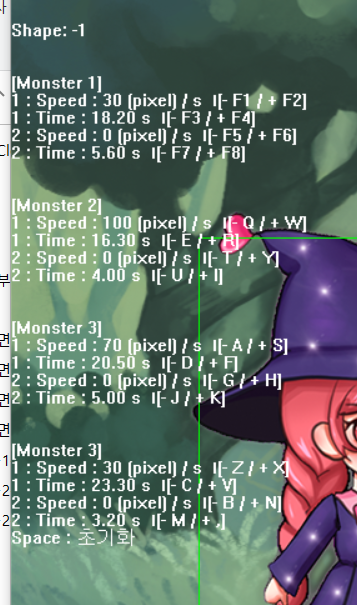 Shape: -1
[Monster 1]
1 : Speed : 30 (pixel) / s ı[- F1 / + F2]
1 : Time : 18.20 s ı[- F3 / + F4]
2 : Speed : 0 (pixel) / s ı[- F5 / + F6]
2 : Time : 5.60 s ı[- F7 / + F8]
[Monster 2]
1 : Speed : 100 (pixel) / s ı[- Q / + W]
1 : Time : 16.30 s ı[- E / + R]
2 : Speed : 0 (pixel) / s ı[- T / + Y]
2 : Time : 4.00 s ı[- U / + I]
[Monster 3]
1 : Speed : 70 (pixel) / s ı[- A / + S]
1 : Time : 20.50 s ı[- D / + F]
2 : Speed : 0 (pixel) / s ı[- G / + H]
2 : Time : 5.00 s ı[- J / + K]
[Monster 3]
1 : Speed : 30 (pixel) / s ı[- Z / + X]
1 : Time : 23.30 s ı[- C / + V]
2 : Speed : 0 (pixel) / s ı[- B / + N]
2 : Time : 3.20 s ı[- M / + ,]
Space : 초기화